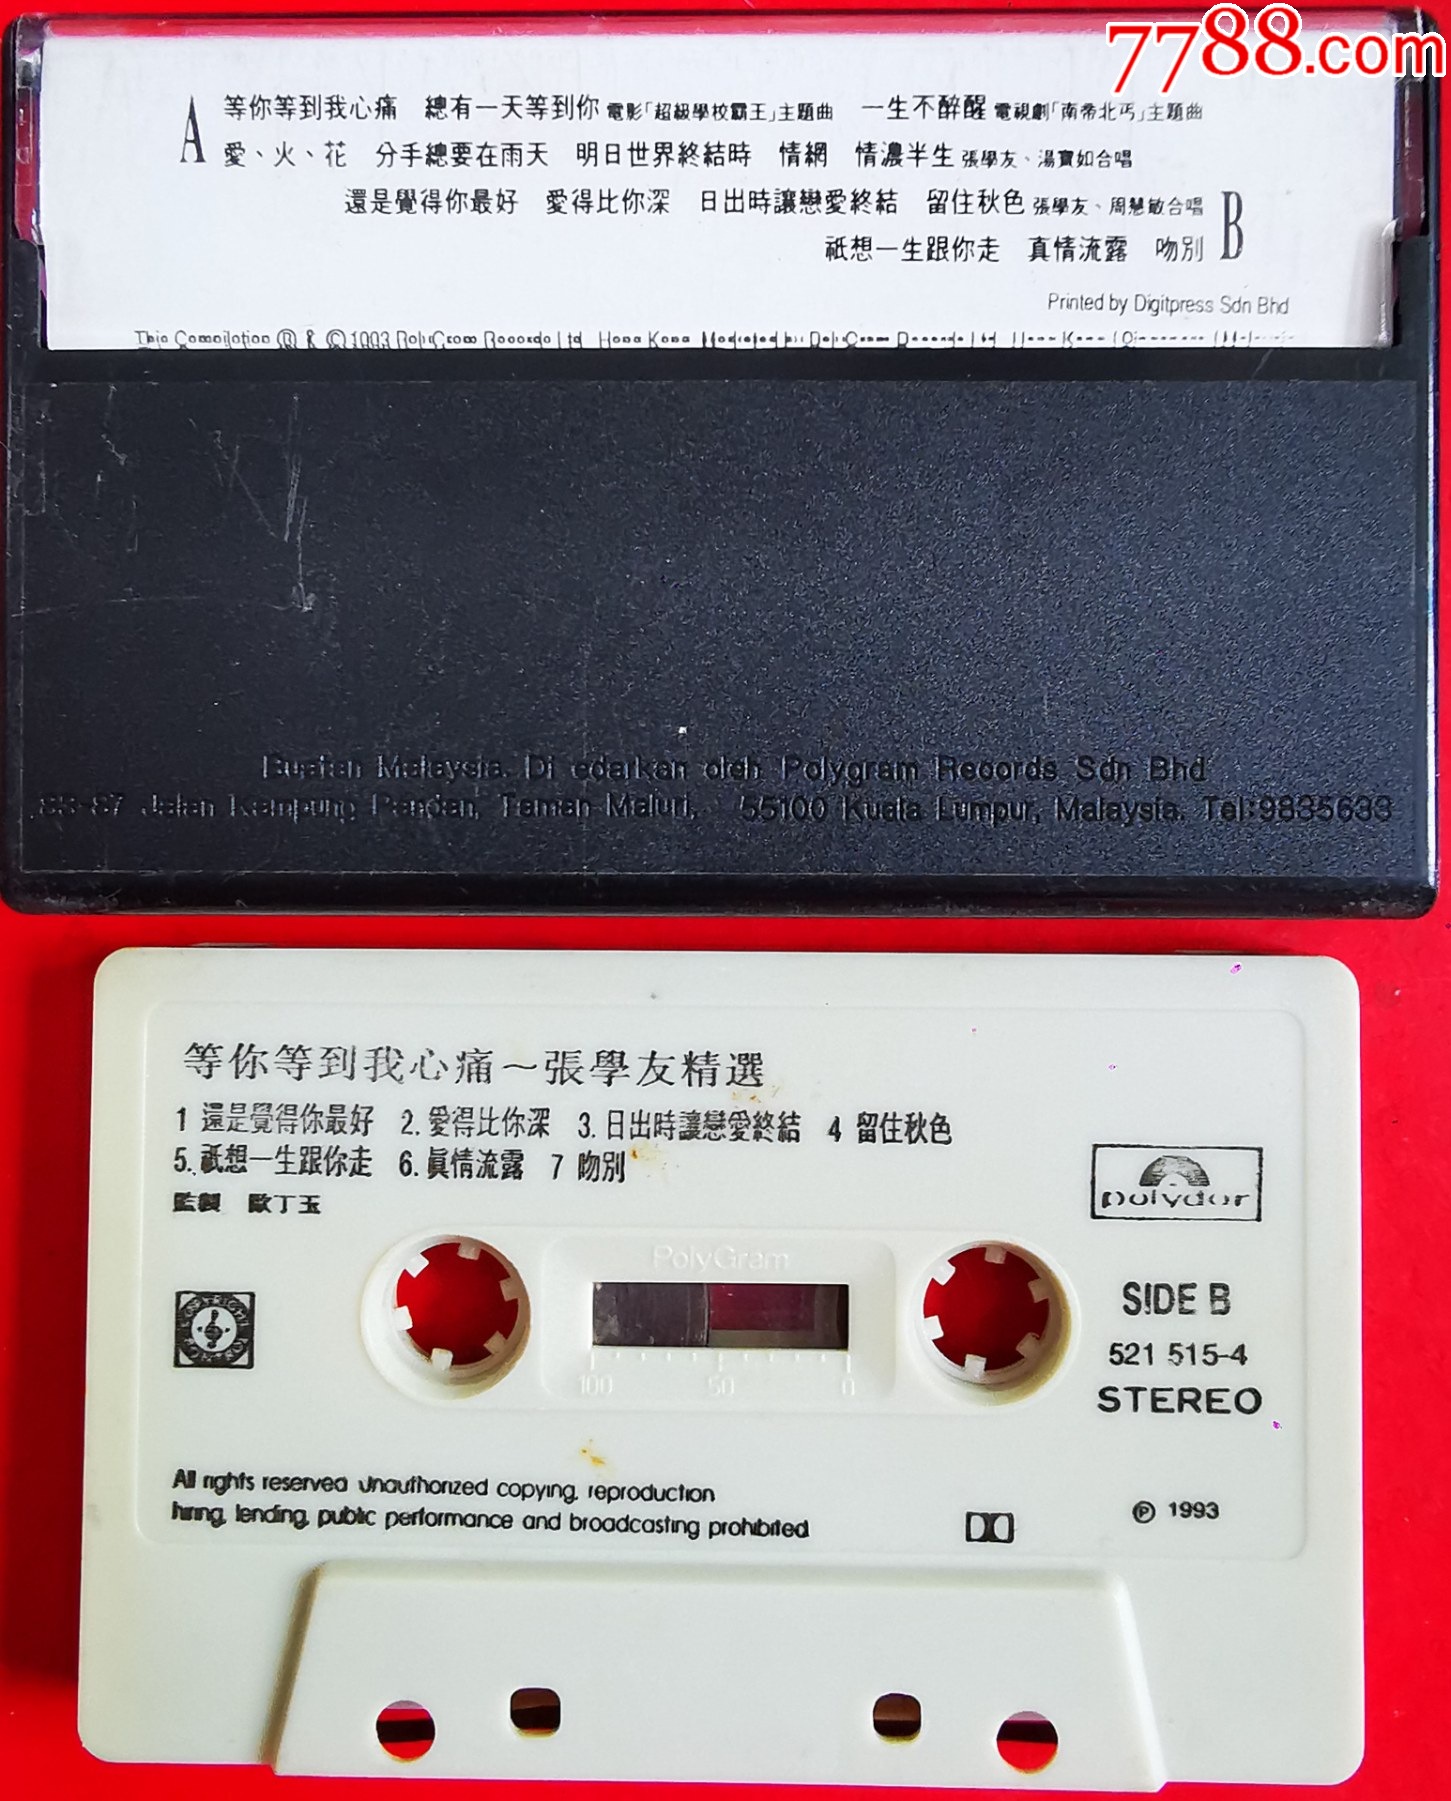 7788.com
A
等你等到我心痛　總有一天等到你 電影「超級學校霸王」主題曲　一生不醉醒 電視劇「南帝北丐」主題曲
愛、火、花　分手總要在雨天　明日世界終結時　情網　情濃半生 張學友、湯寶如合唱
還是覺得你最好　愛得比你深　日出時讓戀愛終結　留住秋色 張學友、周慧敏合唱
B
祇想一生跟你走　真情流露　吻別
Printed by Digitpress Sdn Bhd
This Compilation Ⓟ & © 1993 PolyGram Records Ltd. Hong Kong
Buatan Malaysia. Di edarkan oleh Polygram Records Sdn Bhd
Jalan Kampung Pandan, Taman Maluri, 55100 Kuala Lumpur, Malaysia. Tel:9835633
等你等到我心痛～張學友精選
1 還是覺得你最好 2. 愛得比你深 3. 日出時讓戀愛終結 4 留住秋色
5. 祇想一生跟你走 6. 眞情流露 7 吻別
監製 歐丁玉
polydor
PolyGram
100 50 0
SIDE B
521 515-4
STEREO
All rights reserved unauthorized copying, reproduction
hiring, lending, public performance and broadcasting prohibited
Ⓟ 1993